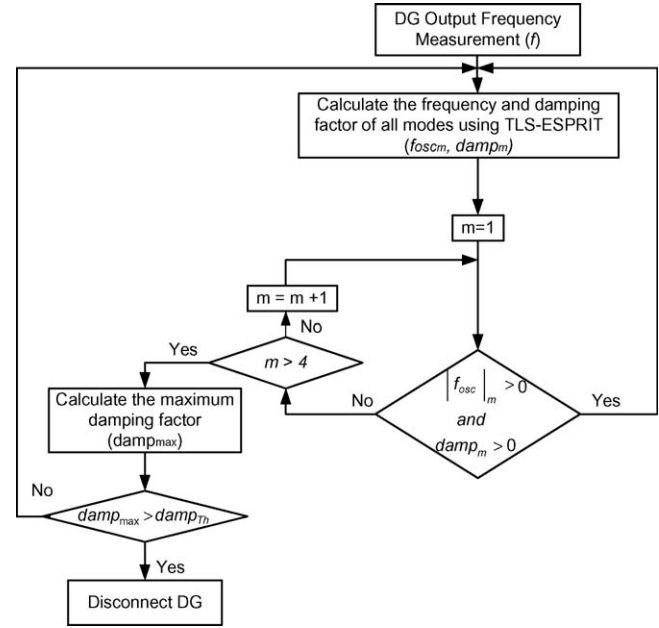 DG Output Frequency
Measurement (f)
Calculate the frequency and damping
factor of all modes using TLS-ESPRIT
(foscm, dampm)
m=1
m = m +1
No
Yes
m > 4
Calculate the maximum
damping factor
(dampmax)
No
|fosc|m >0
and
dampm >0
Yes
No
dampmax >dampTh
Yes
Disconnect DG